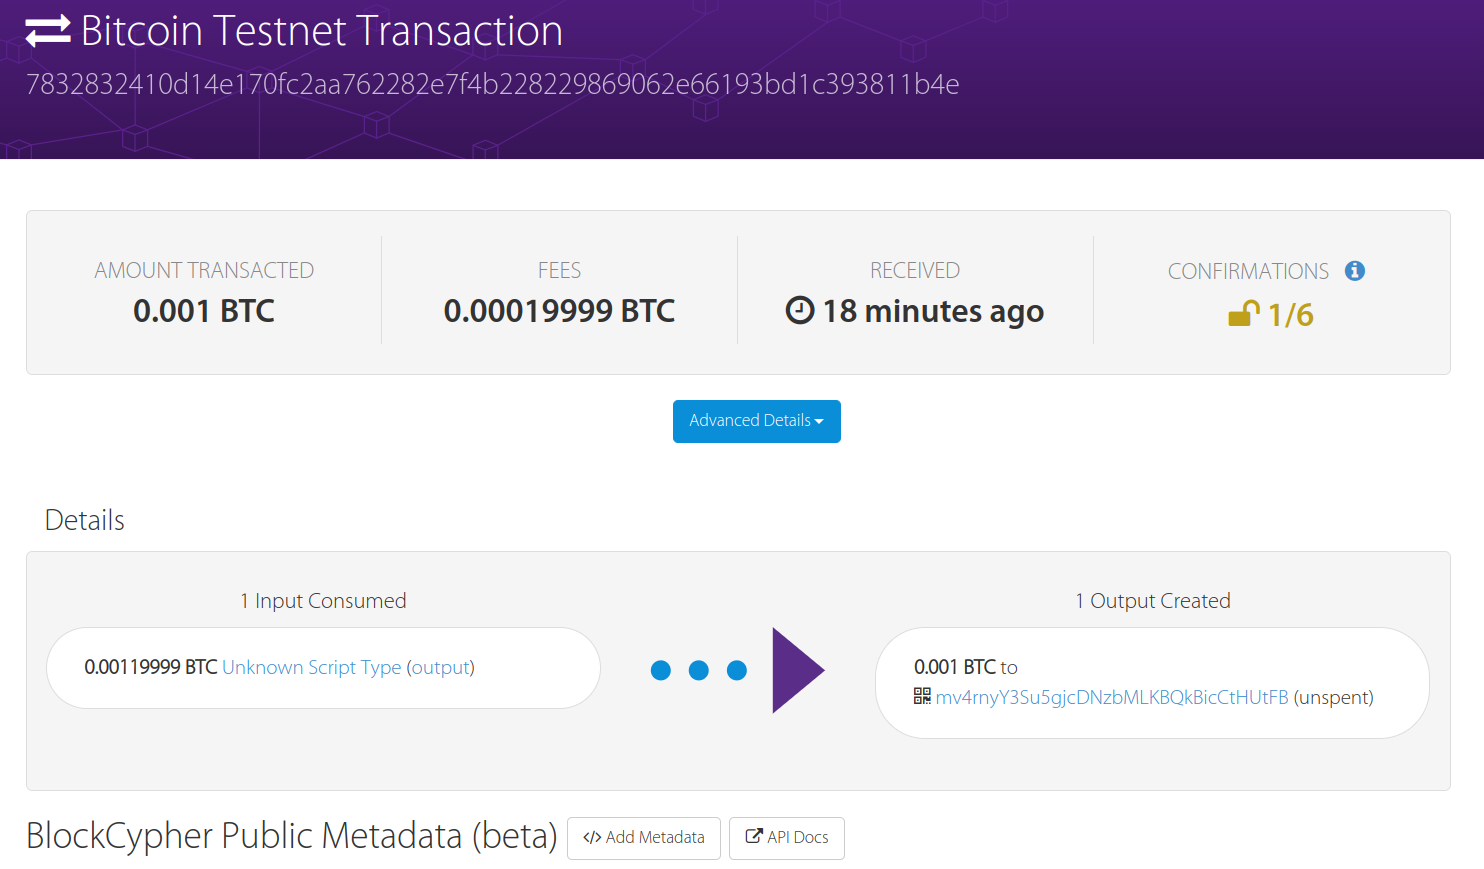 Bitcoin Testnet Transaction
7832832410d14e170fc2aa762282e7f4b228229869062e66193bd1c393811b4e
AMOUNT TRANSACTED
0.001 BTC
FEES
0.00019999 BTC
RECEIVED
18 minutes ago
CONFIRMATIONS
1/6
Advanced Details
Details
1 Input Consumed
0.00119999 BTC Unknown Script Type (output)
1 Output Created
0.001 BTC to
mv4rnyY3Su5gjcDNzbMLKBQkBicCtHUtFB (unspent)
BlockCypher Public Metadata (beta) </> Add Metadata API Docs